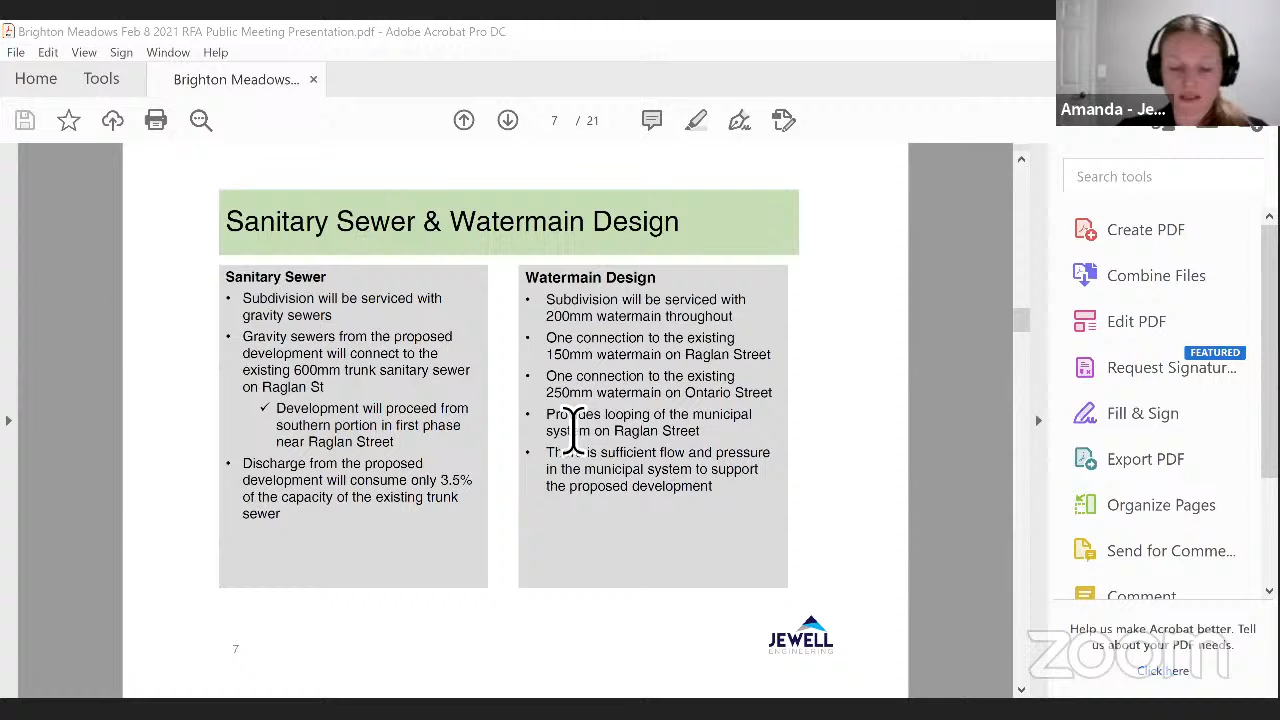 Brighton Meadows Feb 8 2021 RFA Public Meeting Presentation.pdf - Adobe Acrobat Pro DC
File Edit View Sign Window Help
Home Tools Brighton Meadows... ×
7 / 21
Amanda - Je...
Search tools
Create PDF
Combine Files
Edit PDF
FEATURED
Request Signatur...
Fill & Sign
Export PDF
Organize Pages
Send for Comme...
Comment
Help us make Acrobat better. Tell
us about your PDF needs.
Click here
zoom
Sanitary Sewer & Watermain Design
Sanitary Sewer
• Subdivision will be serviced with
gravity sewers
• Gravity sewers from the proposed
development will connect to the
existing 600mm trunk sanitary sewer
on Raglan St
✓ Development will proceed from
southern portion in first phase
near Raglan Street
• Discharge from the proposed
development will consume only 3.5%
of the capacity of the existing trunk
sewer
Watermain Design
• Subdivision will be serviced with
200mm watermain throughout
• One connection to the existing
150mm watermain on Raglan Street
• One connection to the existing
250mm watermain on Ontario Street
• Provides looping of the municipal
system on Raglan Street
• There is sufficient flow and pressure
in the municipal system to support
the proposed development
7
JEWELL
ENGINEERING